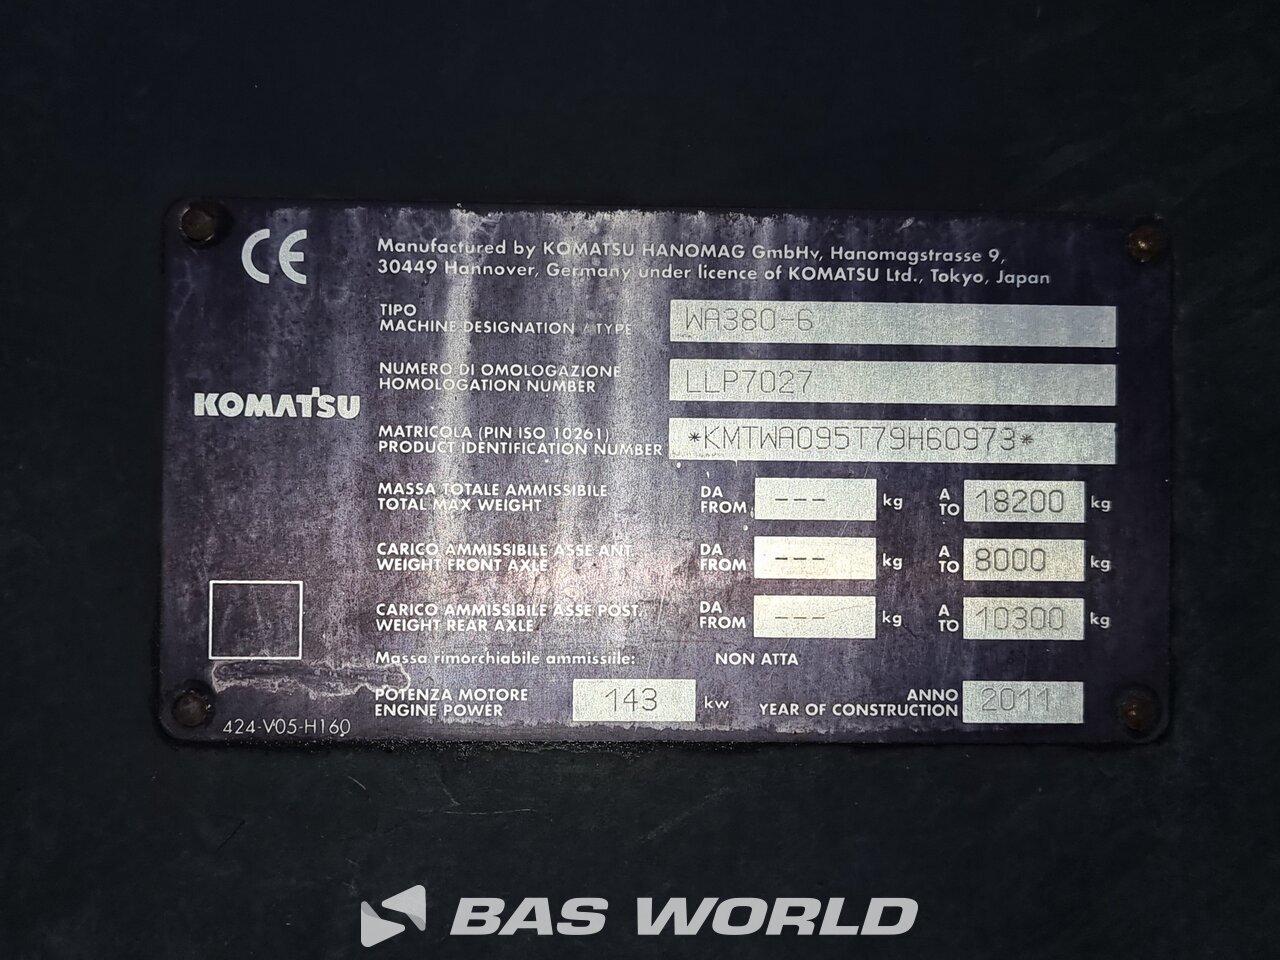 CE
Manufactured by KOMATSU HANOMAG GmbHv, Hanomagstrasse 9,
30449 Hannover, Germany under licence of KOMATSU Ltd., Tokyo, Japan
TIPO
MACHINE DESIGNATION / TYPE WA380-6
NUMERO DI OMOLOGAZIONE
HOMOLOGATION NUMBER LLP7027
KOMATSU
MATRICOLA (PIN ISO 10261)
PRODUCT IDENTIFICATION NUMBER *KMTWA095T79H60973*
MASSA TOTALE AMMISSIBILE DA A
TOTAL MAX WEIGHT FROM --- kg TO 18200 kg
CARICO AMMISSIBILE ASSE ANT. DA A
WEIGHT FRONT AXLE FROM --- kg TO 8000 kg
CARICO AMMISSIBILE ASSE POST. DA A
WEIGHT REAR AXLE FROM --- kg TO 10300 kg
Massa rimorchiabile ammissiile: NON ATTA
POTENZA MOTORE ANNO
ENGINE POWER 143 kw YEAR OF CONSTRUCTION 2011
424-V05-H160
BAS WORLD